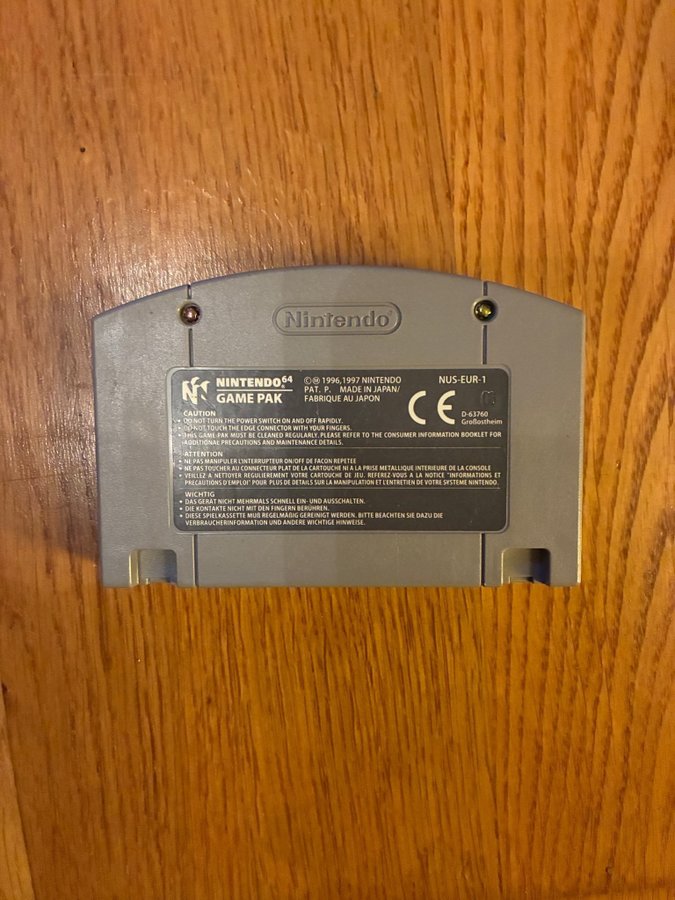 Nintendo
NINTENDO64
GAME PAK
©Ⓜ 1996,1997 NINTENDO
PAT. P. MADE IN JAPAN/
FABRIQUE AU JAPON
NUS-EUR-1
CE
D-63760
Großostheim
CAUTION
• DO NOT TURN THE POWER SWITCH ON AND OFF RAPIDLY.
• DO NOT TOUCH THE EDGE CONNECTOR WITH YOUR FINGERS.
• THIS GAME PAK MUST BE CLEANED REGULARLY. PLEASE REFER TO THE CONSUMER INFORMATION BOOKLET FOR
ADDITIONAL PRECAUTIONS AND MAINTENANCE DETAILS.
ATTENTION
• NE PAS MANIPULER L'INTERRUPTEUR ON/OFF DE FACON REPETEE
• NE PAS TOUCHER AU CONNECTEUR PLAT DE LA CARTOUCHE NI A LA PRISE METALLIQUE INTERIEURE DE LA CONSOLE
• VEILLEZ A NETTOYER REGULIEREMENT VOTRE CARTOUCHE DE JEU. REFEREZ-VOUS A LA NOTICE "INFORMATIONS ET
PRECAUTIONS D'EMPLOI" POUR PLUS DE DETAILS SUR LA MANIPULATION ET L'ENTRETIEN DE VOTRE SYSTEME NINTENDO.
WICHTIG
• DAS GERÄT NICHT MEHRMALS SCHNELL EIN- UND AUSSCHALTEN.
• DIE KONTAKTE NICHT MIT DEN FINGERN BERÜHREN.
• DIESE SPIELKASSETTE MUß REGELMÄßIG GEREINIGT WERDEN. BITTE BEACHTEN SIE DAZU DIE
VERBRAUCHERINFORMATION UND ANDERE WICHTIGE HINWEISE.